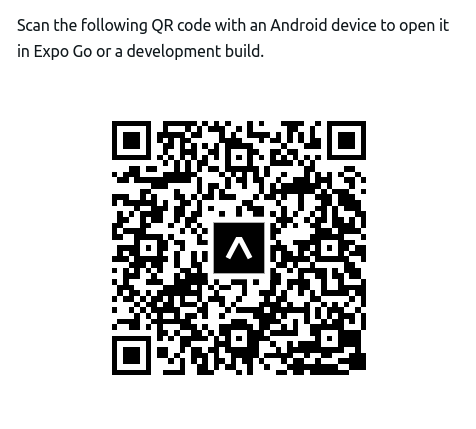 Scan the following QR code with an Android device to open it
in Expo Go or a development build.